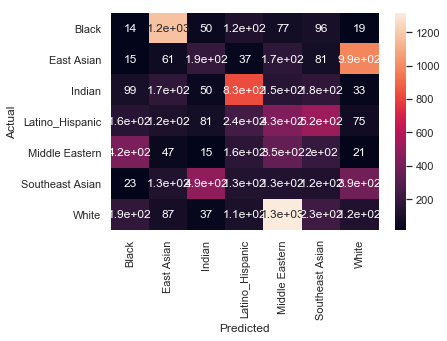 Black 14 1.2e+03 50 1.2e+02 77 96 19
East Asian 15 61 1.9e+02 37 1.7e+02 81 9.9e+02
Indian 99 1.7e+02 50 8.3e+02 1.5e+02 1.8e+02 33
Latino_Hispanic 1.6e+02 1.2e+02 81 2.4e+02 4.3e+02 5.2e+02 75
Middle Eastern 4.2e+02 47 15 1.6e+02 3.5e+02 2e+02 21
Southeast Asian 23 1.3e+02 4.9e+02 1.3e+02 1.3e+02 1.2e+02 3.9e+02
White 1.9e+02 87 37 1.1e+02 1.3e+03 2.3e+02 1.2e+02
Actual
Black
East Asian
Indian
Latino_Hispanic
Middle Eastern
Southeast Asian
White
Predicted
1200
1000
800
600
400
200